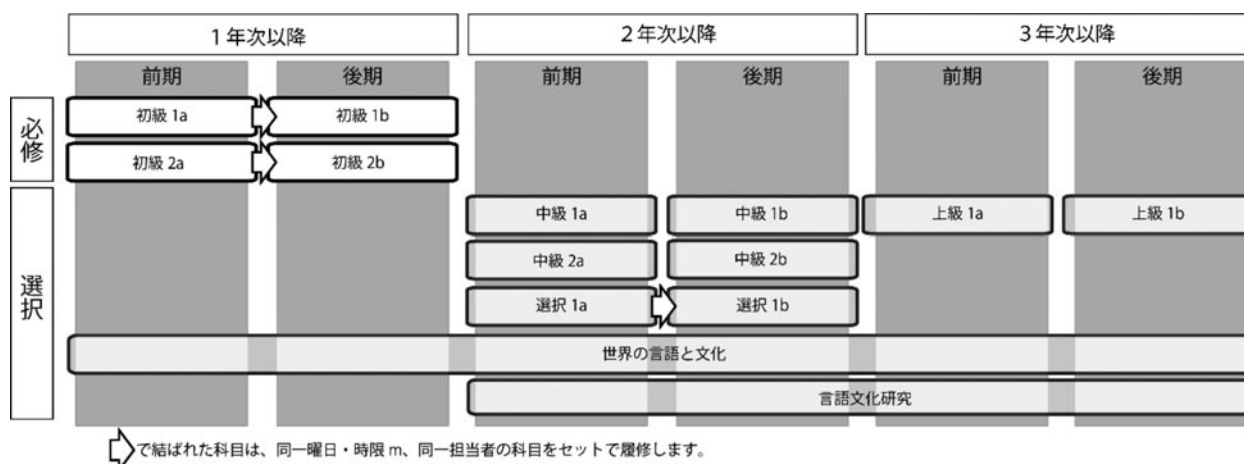 1年次以降
2年次以降
3年次以降
前期
後期
前期
後期
前期
後期
必修
初級 1a
初級 1b
初級 2a
初級 2b
選択
中級 1a
中級 1b
上級 1a
上級 1b
中級 2a
中級 2b
選択 1a
選択 1b
世界の言語と文化
言語文化研究
で結ばれた科目は、同一曜日・時限 m、同一担当者の科目をセットで履修します。